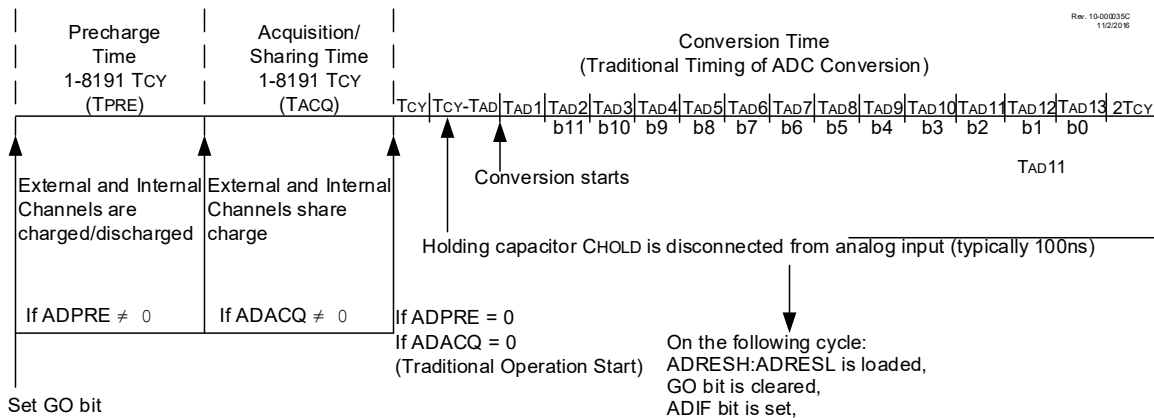 Rev. 10-000035C
11/2/2016
Precharge
Time
1-8191 TCY
(TPRE)
Acquisition/
Sharing Time
1-8191 TCY
(TACQ)
Conversion Time
(Traditional Timing of ADC Conversion)
TCY TCY-TAD TAD1 TAD2 TAD3 TAD4 TAD5 TAD6 TAD7 TAD8 TAD9 TAD10 TAD11 TAD12 TAD13 2TCY
b11 b10 b9 b8 b7 b6 b5 b4 b3 b2 b1 b0
TAD11
Conversion starts
External and Internal
Channels are
charged/discharged
External and Internal
Channels share
charge
Holding capacitor CHOLD is disconnected from analog input (typically 100ns)
If ADPRE ≠ 0
If ADACQ ≠ 0
If ADPRE = 0
If ADACQ = 0
(Traditional Operation Start)
On the following cycle:
ADRESH:ADRESL is loaded,
GO bit is cleared,
ADIF bit is set,
Set GO bit